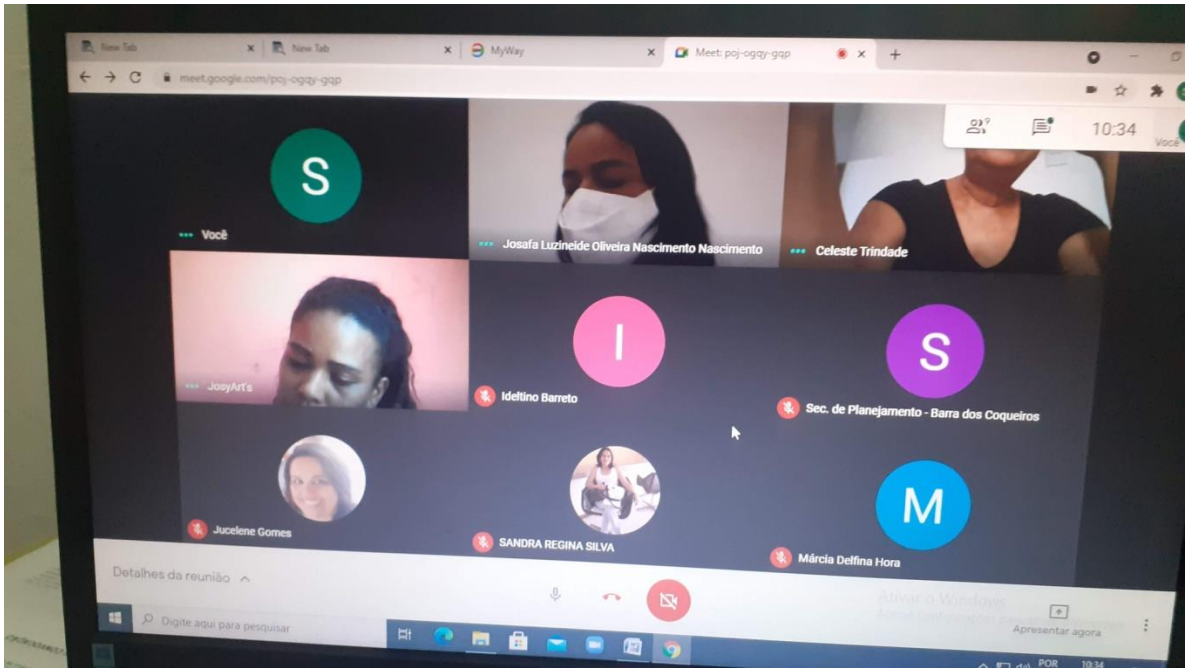 New Tab
New Tab
MyWay
Meet: poj-ogqy-gqp
meet.google.com/poj-ogqy-gqp
9
10:34
Você
S
Você
Josafa Luzineide Oliveira Nascimento Nascimento
Celeste Trindade
JosyArt's
I
Ideltino Barreto
S
Sec. de Planejamento - Barra dos Coqueiros
Jucelene Gomes
SANDRA REGINA SILVA
M
Márcia Delfina Hora
Detalhes da reunião
Ativar o Windows
Apresentar agora
Digite aqui para pesquisar
POR
10:34